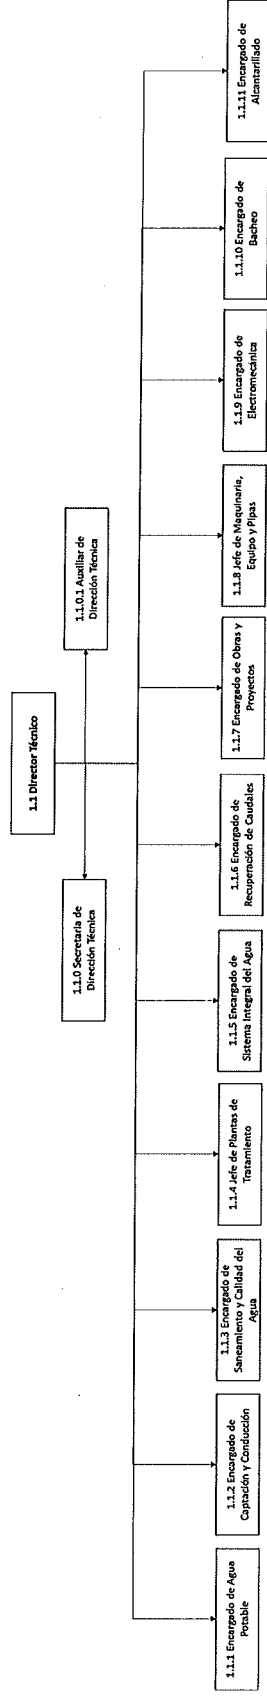 1.1 Director Técnico
1.1.0 Secretaria de
Dirección Técnica
1.1.0.1 Auxiliar de
Dirección Técnica
1.1.1 Encargado de Agua
Potable
1.1.2 Encargado de
Captación y Conducción
1.1.3 Encargado de
Saneamiento y Calidad del
Agua
1.1.4 Jefe de Plantas de
Tratamiento
1.1.5 Encargado de
Sistema Integral del Agua
1.1.6 Encargado de
Recuperación de Caudales
1.1.7 Encargado de Obras y
Proyectos
1.1.8 Jefe de Maquinaria,
Equipo y Pipas
1.1.9 Encargado de
Electromecánica
1.1.10 Encargado de
Bacheo
1.1.11 Encargado de
Alcantarillado